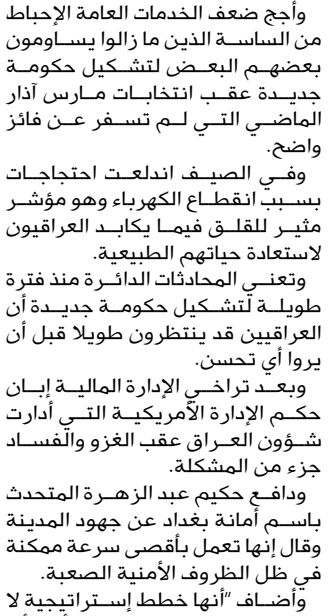 وأجج ضعف الخدمات العامة الإحباط
من الساسة الذين ما زالوا يساومون
بعضهم البعض لتشكيل حكومة
جديدة عقب انتخابات مارس آذار
الماضي التي لم تسفر عن فائز
واضح.
وفي الصيف اندلعت احتجاجات
بسبب انقطاع الكهرباء وهو مؤشر
مثير للقلق فيما يكابد العراقيون
لاستعادة حياتهم الطبيعية.
وتعني المحادثات الدائرة منذ فترة
طويلة لتشكيل حكومة جديدة أن
العراقيين قد ينتظرون طويلا قبل أن
يروا أي تحسن.
وبعد تراخي الإدارة المالية إبان
حكم الإدارة الأمريكية التي أدارت
شؤون العراق عقب الغزو والفساد
جزء من المشكلة.
ودافع حكيم عبد الزهرة المتحدث
باسم أمانة بغداد عن جهود المدينة
وقال إنها تعمل بأقصى سرعة ممكنة
في ظل الظروف الأمنية الصعبة.
وأضاف "أنها خطط إستراتيجية لا